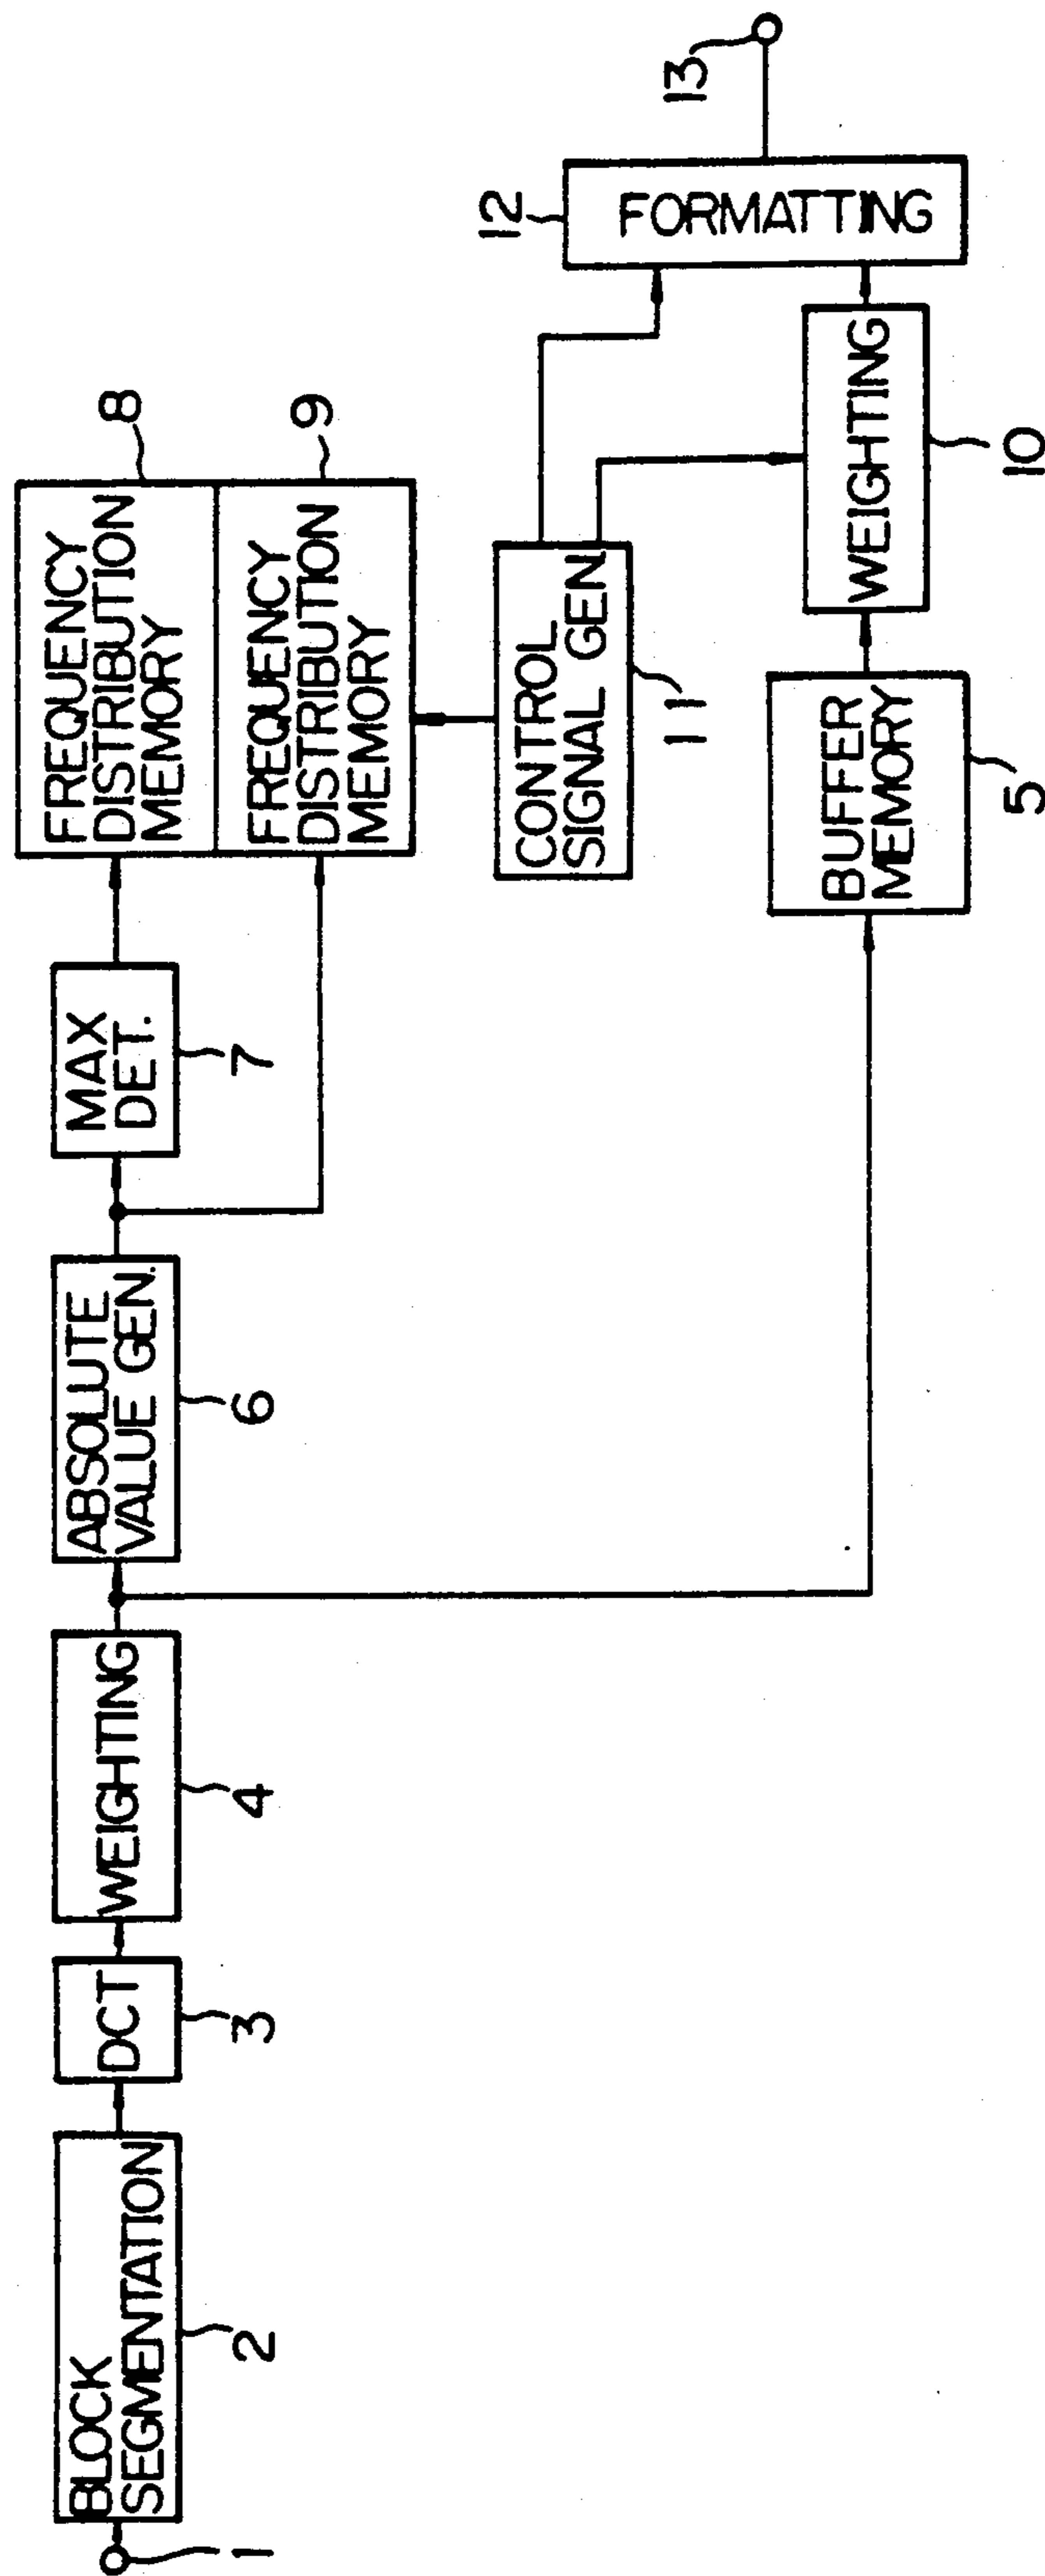 1
BLOCK
SEGMENTATION
2
DCT
3
WEIGHTING
4
ABSOLUTE
VALUE GEN.
6
MAX
DET.
7
FREQUENCY
DISTRIBUTION
MEMORY
8
FREQUENCY
DISTRIBUTION
MEMORY
9
CONTROL
SIGNAL GEN.
11
BUFFER
MEMORY
5
WEIGHTING
10
12
FORMATTING
13